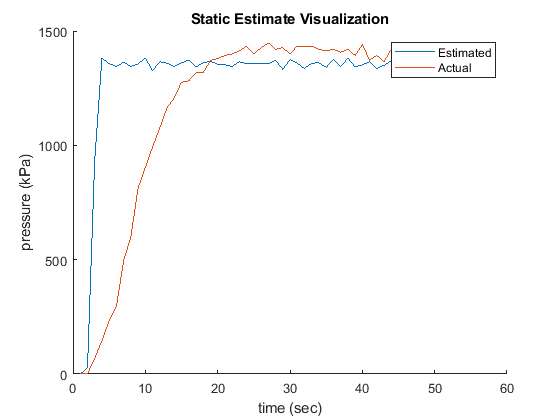 Static Estimate Visualization
1500
1000
500
0
pressure (kPa)
Estimated
Actual
0 10 20 30 40 50 60
time (sec)